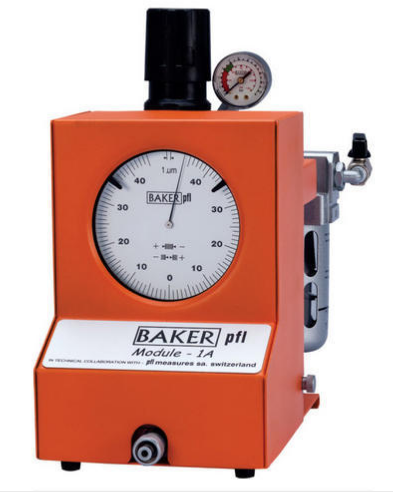 1 μm
40 40
BAKER pfl
30 30
+
−
20 20
10 0 10
BAKER pfl
Module - 1A
IN TECHNICAL COLLABORATION WITH - pfl measures sa. switzerland